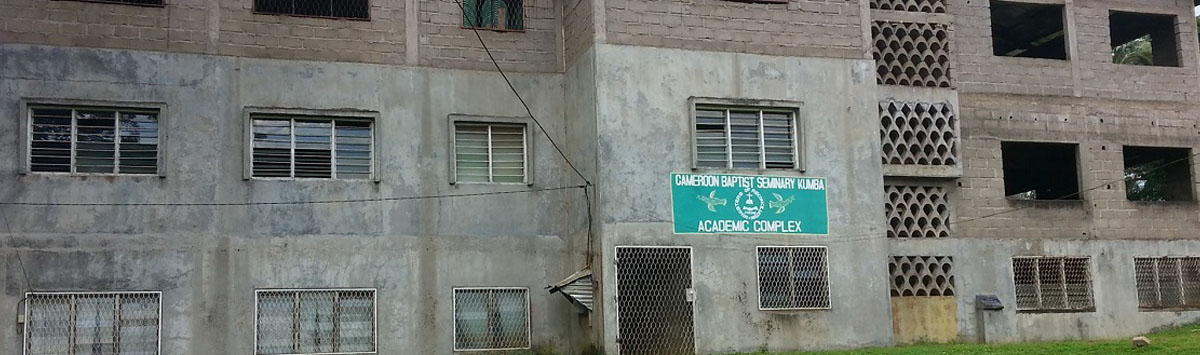 CAMEROON BAPTIST SEMINARY KUMBA
ACADEMIC COMPLEX